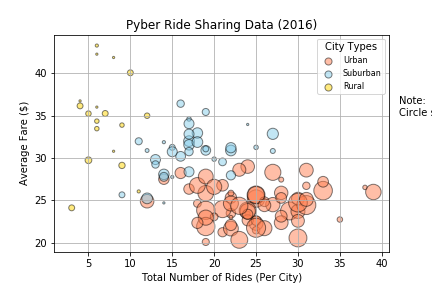 Pyber Ride Sharing Data (2016)
City Types
Urban
Suburban
Rural
Note:
Circle s
Average Fare ($)
40
35
30
25
20
5
10
15
20
25
30
35
40
Total Number of Rides (Per City)